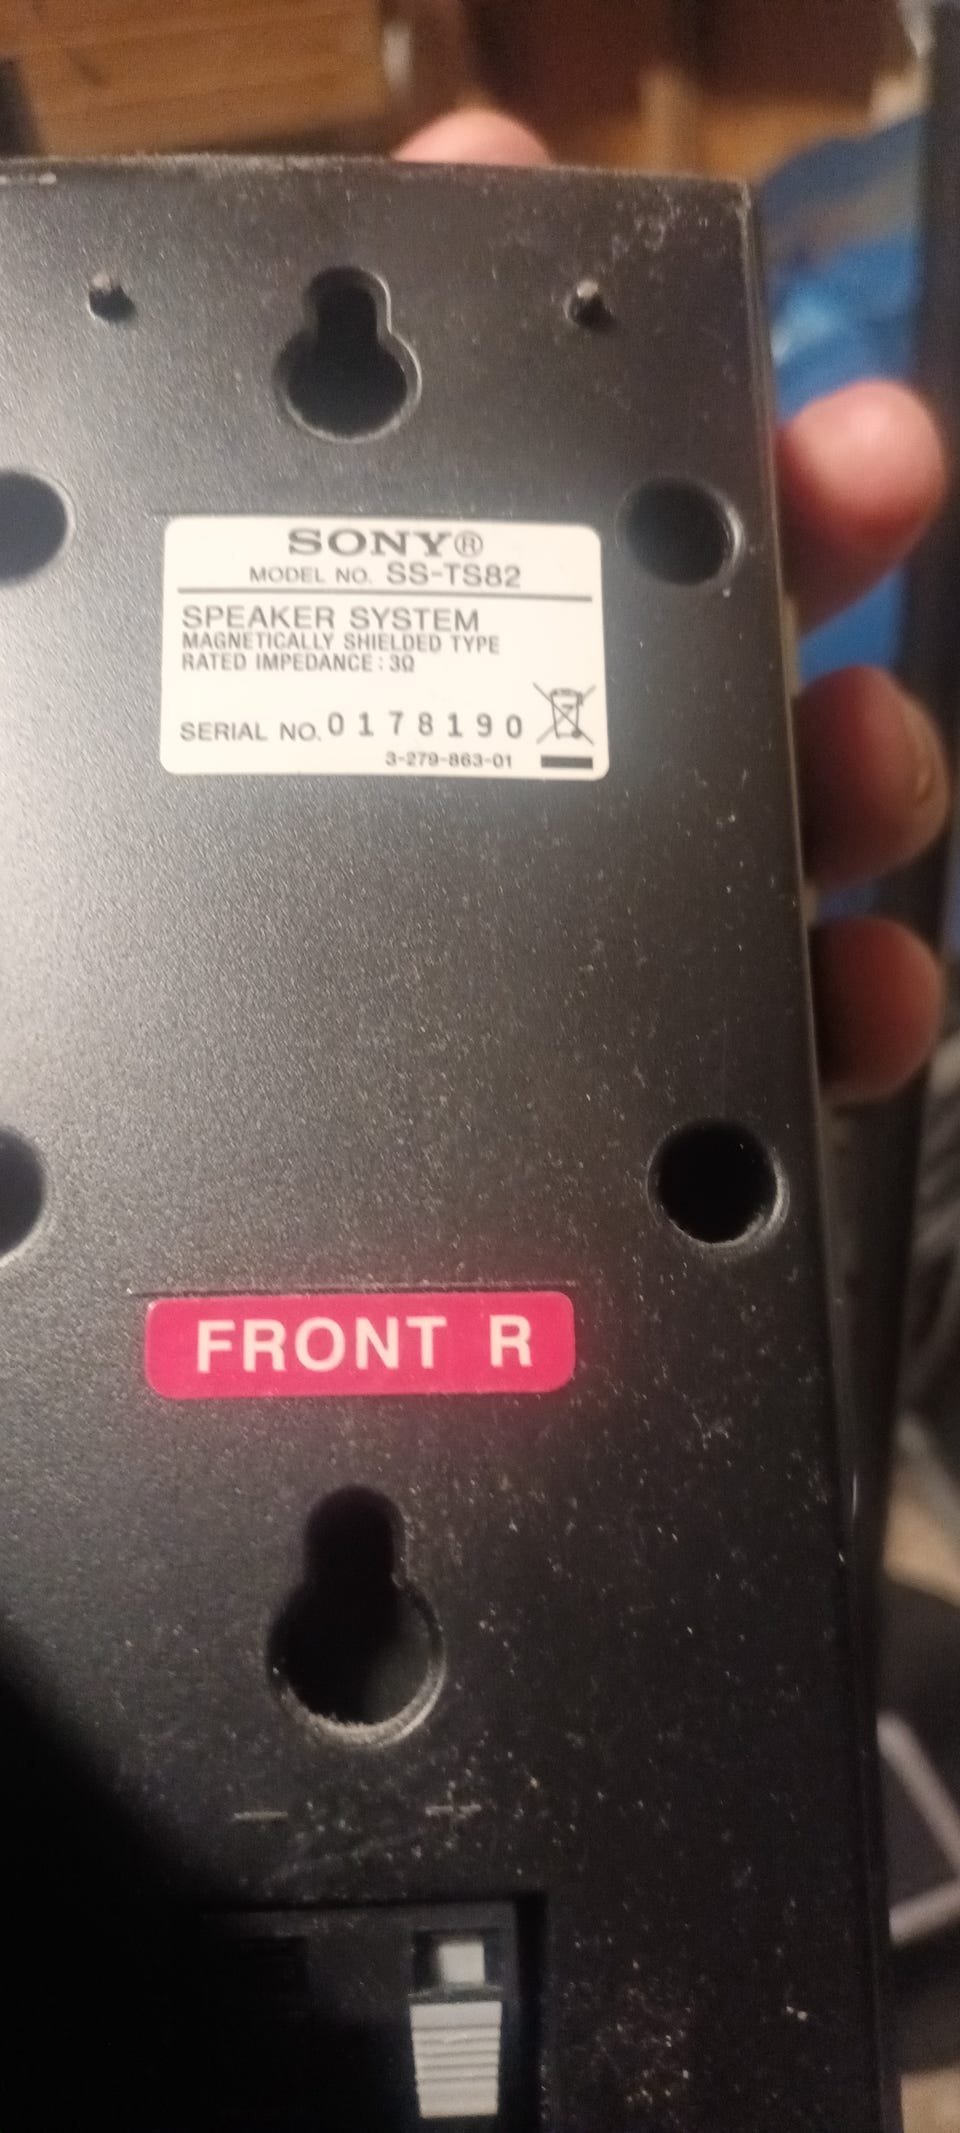 SONY®
MODEL NO. SS-TS82
SPEAKER SYSTEM
MAGNETICALLY SHIELDED TYPE
RATED IMPEDANCE : 3Ω
SERIAL NO. 0178190
3-279-863-01
FRONT R
− +